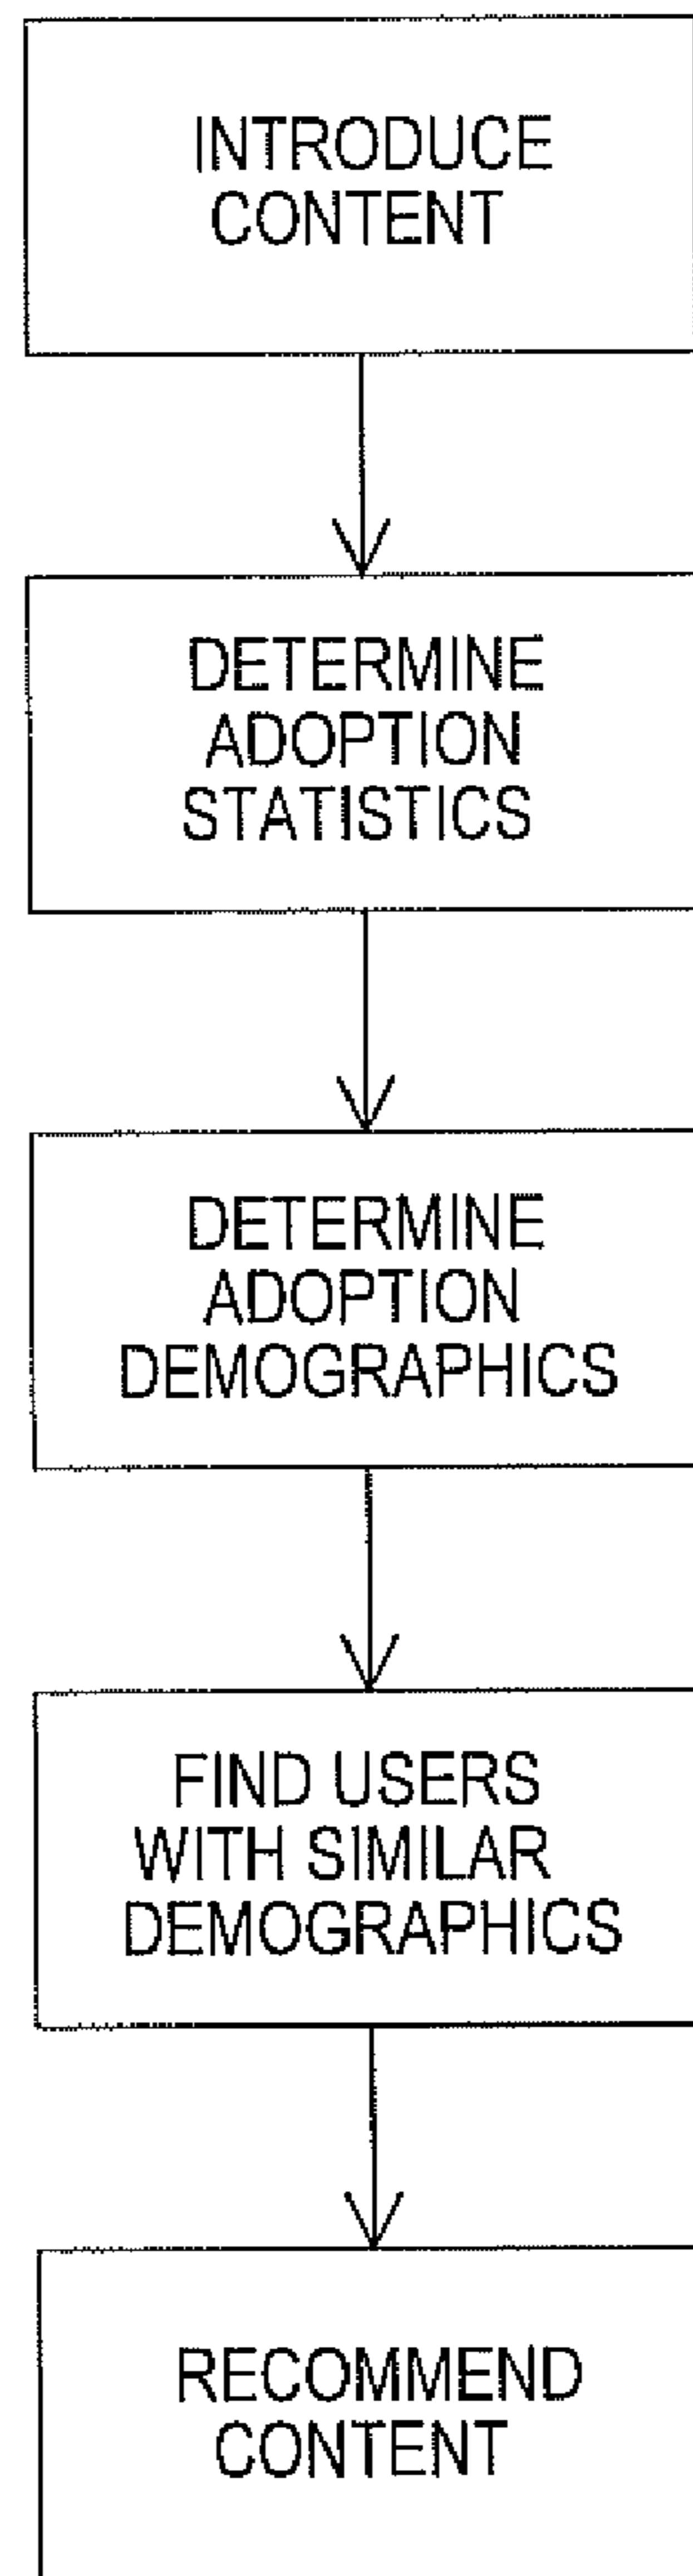 INTRODUCE
CONTENT
DETERMINE
ADOPTION
STATISTICS
DETERMINE
ADOPTION
DEMOGRAPHICS
FIND USERS
WITH SIMILAR
DEMOGRAPHICS
RECOMMEND
CONTENT